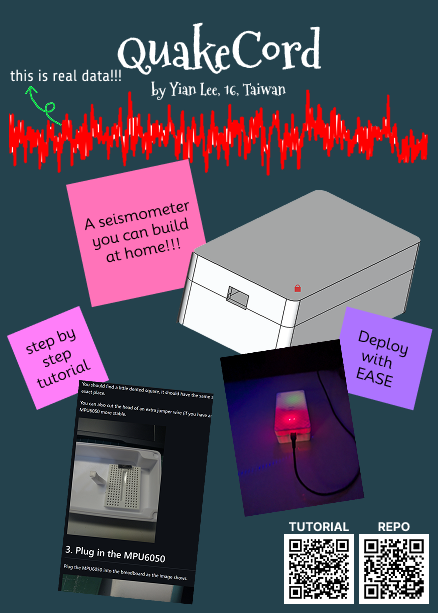 QuakeCord
this is real data!!!
by Yian Lee, 16, Taiwan
A seismometer
you can build
at home!!!
step by
step
tutorial
Deploy
with
EASE
You should find a little dented square, it should have the same s
exact place.
You can also cut the head of an extra jumper wire (if you have a
MPU6050 more stable.
3. Plug in the MPU6050
Plug the MPU6050 into the breadboard as the image shows.
TUTORIAL
REPO